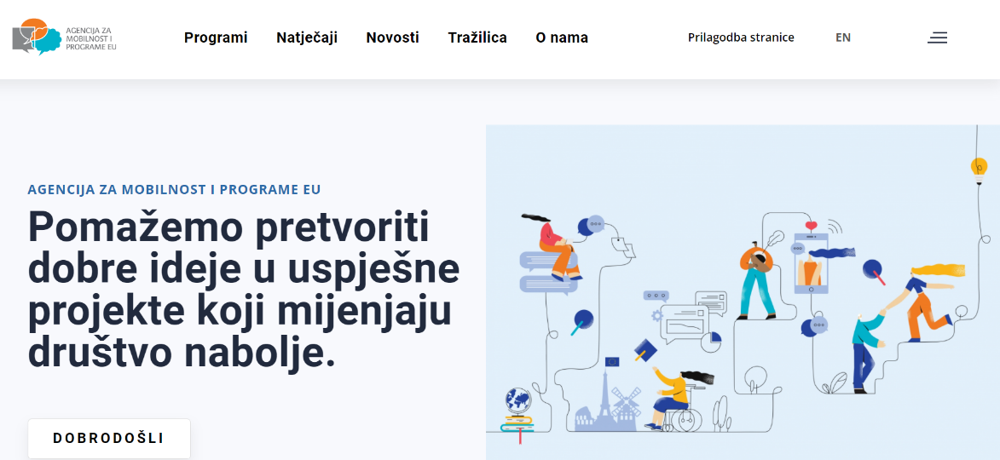 AGENCIJA ZA
MOBILNOST I
PROGRAME EU
Programi Natječaji Novosti Tražilica O nama Prilagodba stranice EN
AGENCIJA ZA MOBILNOST I PROGRAME EU
Pomažemo pretvoriti
dobre ideje u uspješne
projekte koji mijenjaju
društvo nabolje.
DOBRODOŠLI